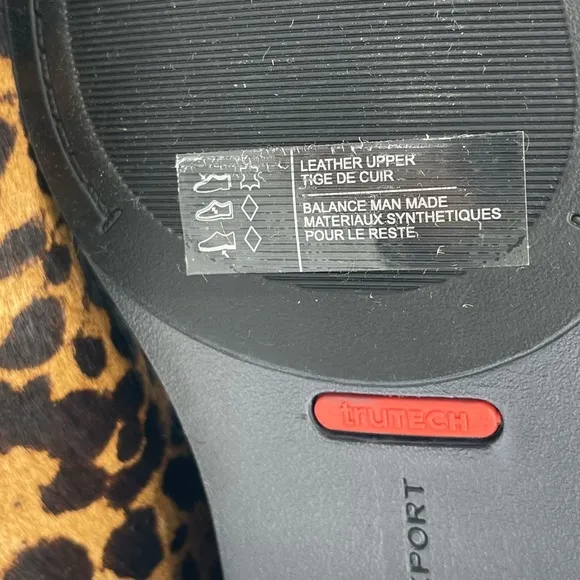 LEATHER UPPER
TIGE DE CUIR
BALANCE MAN MADE
MATERIAUX SYNTHETIQUES
POUR LE RESTE
truTECH
PORT